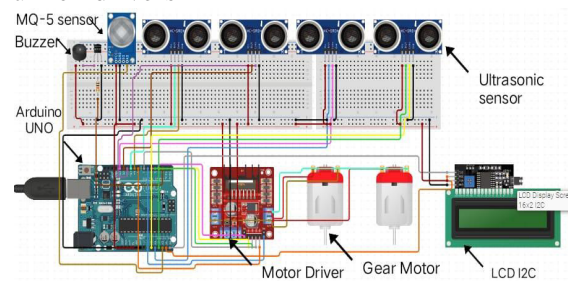 MQ-5 sensor
Buzzer
Ultrasonic
sensor
Arduino
UNO
LCD Display Scre
16x2 I2C
Motor Driver
Gear Motor
LCD I2C